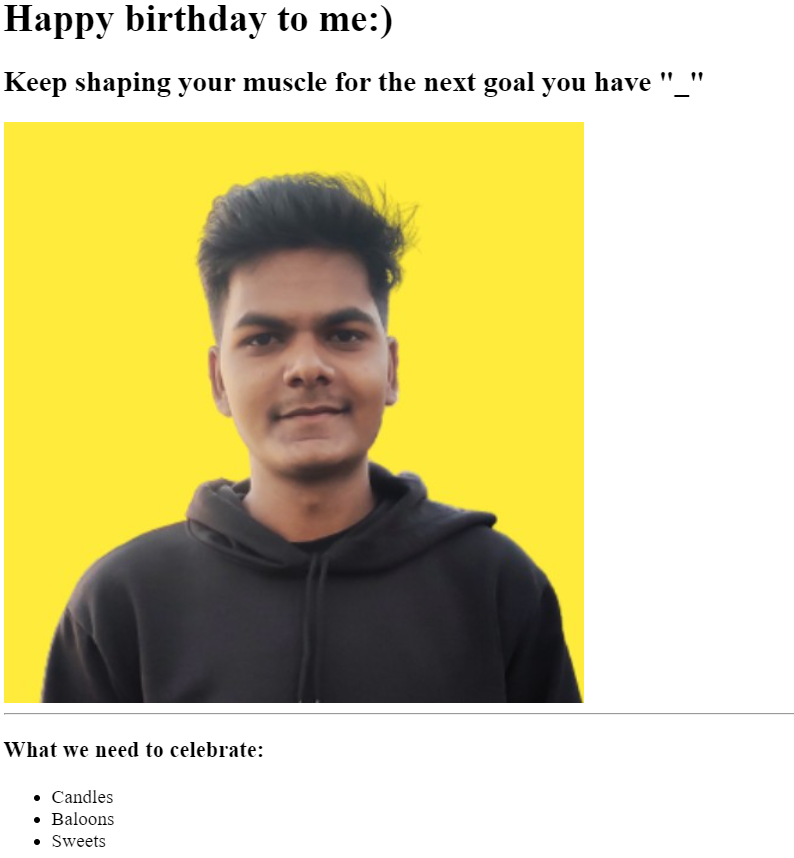 Happy birthday to me:)
Keep shaping your muscle for the next goal you have "_"
What we need to celebrate:
Candles
Baloons
Sweets